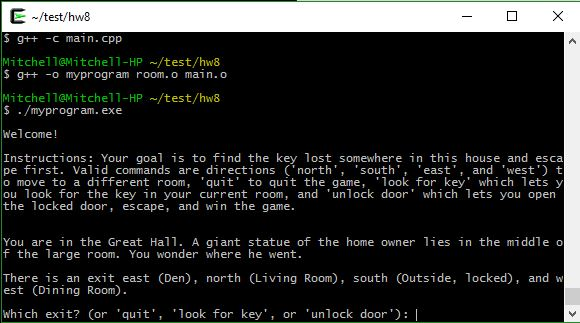 ~/test/hw8
$ g++ -c main.cpp
Mitchell@Mitchell-HP ~/test/hw8
$ g++ -o myprogram room.o main.o
Mitchell@Mitchell-HP ~/test/hw8
$ ./myprogram.exe
Welcome!
Instructions: Your goal is to find the key lost somewhere in this house and esca
pe first. Valid commands are directions ('north', 'south', 'east', and 'west') t
o move to a different room, 'quit' to quit the game, 'look for key' which lets y
ou look for the key in your current room, and 'unlock door' which lets you open
the locked door, escape, and win the game.
You are in the Great Hall. A giant statue of the home owner lies in the middle o
f the large room. You wonder where he went.
There is an exit east (Den), north (Living Room), south (Outside, locked), and w
est (Dining Room).
Which exit? (or 'quit', 'look for key', or 'unlock door'):